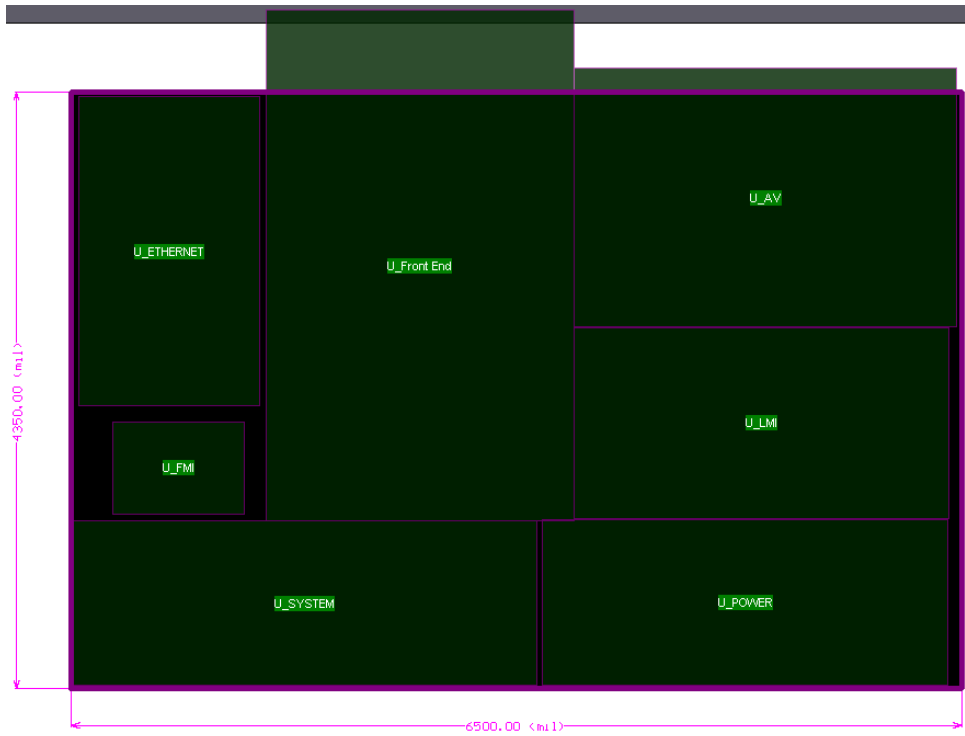 U_AV
U_ETHERNET
U_Front End
4350.00 (mil)
U_LMI
U_FMI
U_SYSTEM
U_POWER
6500.00 (mil)